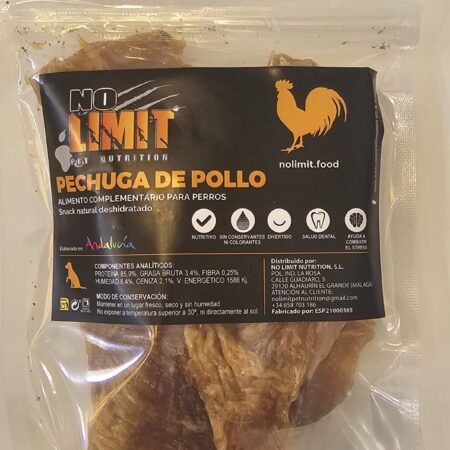 NO
LIMIT
PET NUTRITION
nolimit.food
PECHUGA DE POLLO
ALIMENTO COMPLEMENTARIO PARA PERROS
Snack natural deshidratado
NUTRITIVO
SIN CONSERVANTES
NI COLORANTES
DIVERTIDO
SALUD DENTAL
AYUDA A
COMBATIR
EL ESTRESS
Elaborado en:
Andalucía
COMPONENTES ANALÍTICOS:
PROTEÍNA 85,9%, GRASA BRUTA 3,4%, FIBRA 0,25%
HUMEDAD 8,4%, CENIZA 2,1%, V. ENERGÉTICO 1588 Kj
MODO DE CONSERVACIÓN:
Mantener en un lugar fresco, seco y sin humedad.
No exponer a temperatura superior a 30º, ni directamente al sol
Distribuido por:
NO LIMIT NUTRITION, S.L.
POL. IND. LA ROSA
CALLE GUADIARO, 3
29120 ALHAURÍN EL GRANDE (MÁLAGA)
ATENCIÓN AL CLIENTE:
nolimitpetnutrition@gmail.com
+34 658 703 186
Fabricado por: ESP21000365